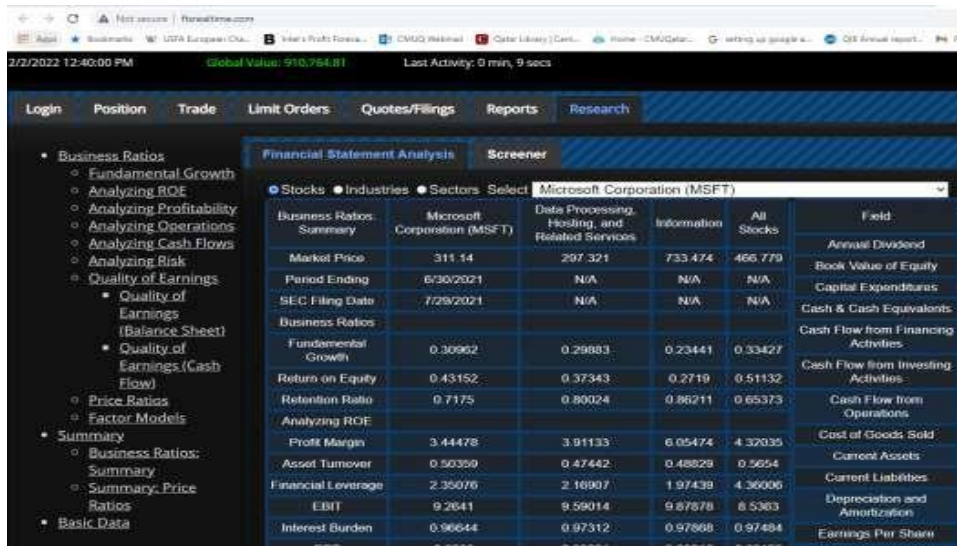 Not secure | ftsrealtime.com
Apps Bookmarks
2/2/2022 12:40:00 PM Global Value: 910,764.81 Last Activity: 0 min, 9 secs
Login Position Trade Limit Orders Quotes/Filings Reports Research
Financial Statement Analysis Screener
Stocks Industries Sectors Select Microsoft Corporation (MSFT)
• Business Ratios
Fundamental Growth
Analyzing ROE
Analyzing Profitability
Analyzing Operations
Analyzing Cash Flows
Analyzing Risk
Quality of Earnings
Quality of
Earnings
(Balance Sheet)
Quality of
Earnings (Cash
Flow)
Price Ratios
Factor Models
• Summary
Business Ratios:
Summary
Summary: Price
Ratios
• Basic Data
Business Ratios: Summary Microsoft Corporation (MSFT) Data Processing, Hosting, and Related Services Information All Stocks
Market Price 311.14 297.321 733.474 466.779
Period Ending 6/30/2021 N/A N/A N/A
SEC Filing Date 7/29/2021 N/A N/A N/A
Business Ratios
Fundamental Growth 0.30962 0.29883 0.23441 0.33427
Return on Equity 0.43152 0.37343 0.2719 0.51132
Retention Ratio 0.7175 0.80024 0.86211 0.65373
Analyzing ROE
Profit Margin 3.44478 3.91133 6.05474 4.32035
Asset Turnover 0.50359 0.47442 0.48829 0.5654
Financial Leverage 2.35076 2.16907 1.97439 4.36006
EBIT 9.2641 9.59014 9.87878 8.5363
Interest Burden 0.96644 0.97312 0.97868 0.97484
Field
Annual Dividend
Book Value of Equity
Capital Expenditures
Cash & Cash Equivalents
Cash Flow from Financing
Activities
Cash Flow from Investing
Activities
Cash Flow from
Operations
Cost of Goods Sold
Current Assets
Current Liabilities
Depreciation and
Amortization
Earnings Per Share